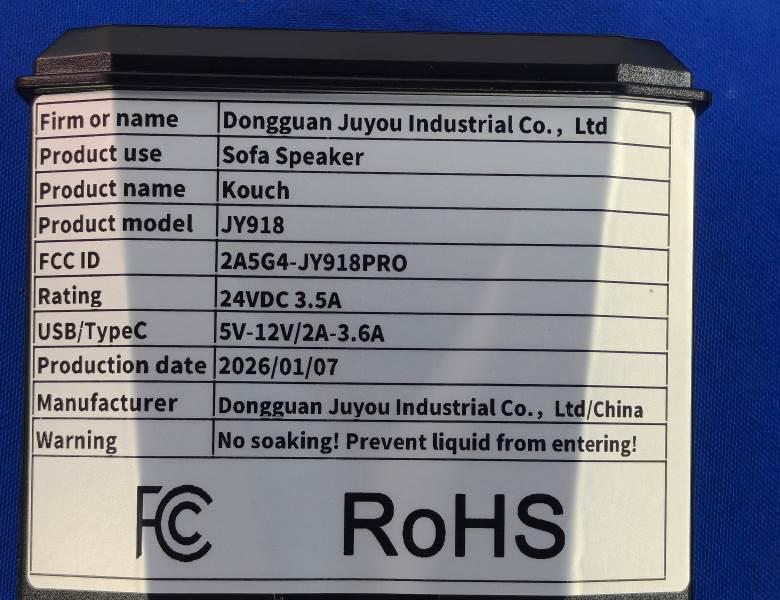 Firm or name Dongguan Juyou Industrial Co., Ltd
Product use Sofa Speaker
Product name Kouch
Product model JY918
FCC ID 2A5G4-JY918PRO
Rating 24VDC 3.5A
USB/TypeC 5V-12V/2A-3.6A
Production date 2026/01/07
Manufacturer Dongguan Juyou Industrial Co., Ltd/China
Warning No soaking! Prevent liquid from entering!
FC RoHS